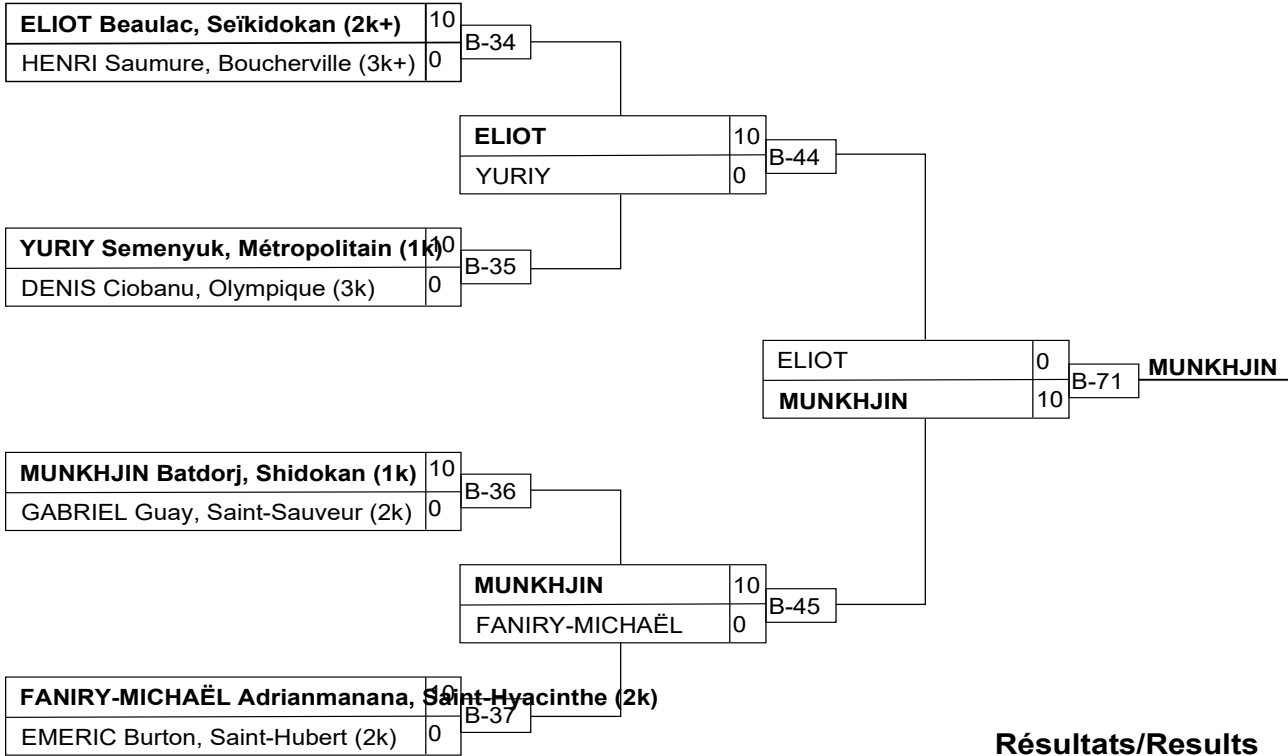 ELIOT Beaulac, Seïkidokan (2k+) 10
B-34
HENRI Saumure, Boucherville (3k+) 0
ELIOT 10
B-44
YURIY 0
YURIY Semenyuk, Métropolitain (1k) 10
B-35
DENIS Ciobanu, Olympique (3k) 0
ELIOT 0
B-71 MUNKHJIN
MUNKHJIN 10
MUNKHJIN Batdorj, Shidokan (1k) 10
B-36
GABRIEL Guay, Saint-Sauveur (2k) 0
MUNKHJIN 10
B-45
FANIRY-MICHAËL 0
FANIRY-MICHAËL Adrianmanana, Saint-Hyacinthe (2k) 10
B-37
EMERIC Burton, Saint-Hubert (2k) 0
Résultats/Results